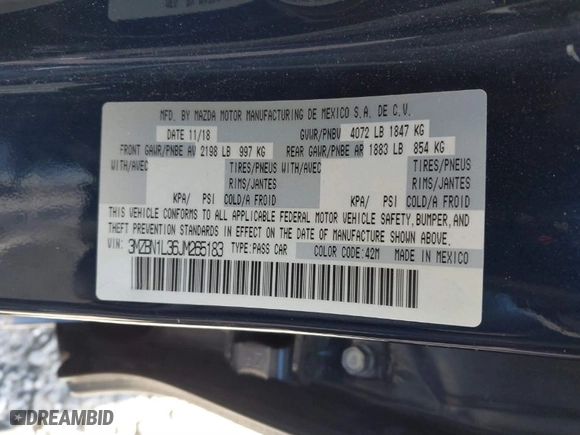 MFD. BY MAZDA MOTOR MANUFACTURING DE MEXICO S.A. DE C.V.
DATE 11/18 GVWR/PNBV 4072 LB 1847 KG
FRONT GAWR/PNBE AV 2198 LB 997 KG REAR GAWR/PNBE AR 1883 LB 854 KG
WITH/AVEC TIRES/PNEUS WITH/AVEC TIRES/PNEUS
RIMS/JANTES RIMS/JANTES
KPA/ PSI COLD/A FROID KPA/ PSI COLD/A FROID
THIS VEHICLE CONFORMS TO ALL APPLICABLE FEDERAL MOTOR VEHICLE SAFETY, BUMPER, AND
THEFT PREVENTION STANDARDS IN EFFECT ON THE DATE OF MANUFACTURE SHOWN ABOVE.
VIN: 3MZBN1L36JM265183 TYPE: PASS CAR COLOR CODE: 42M MADE IN MEXICO
DREAMBID